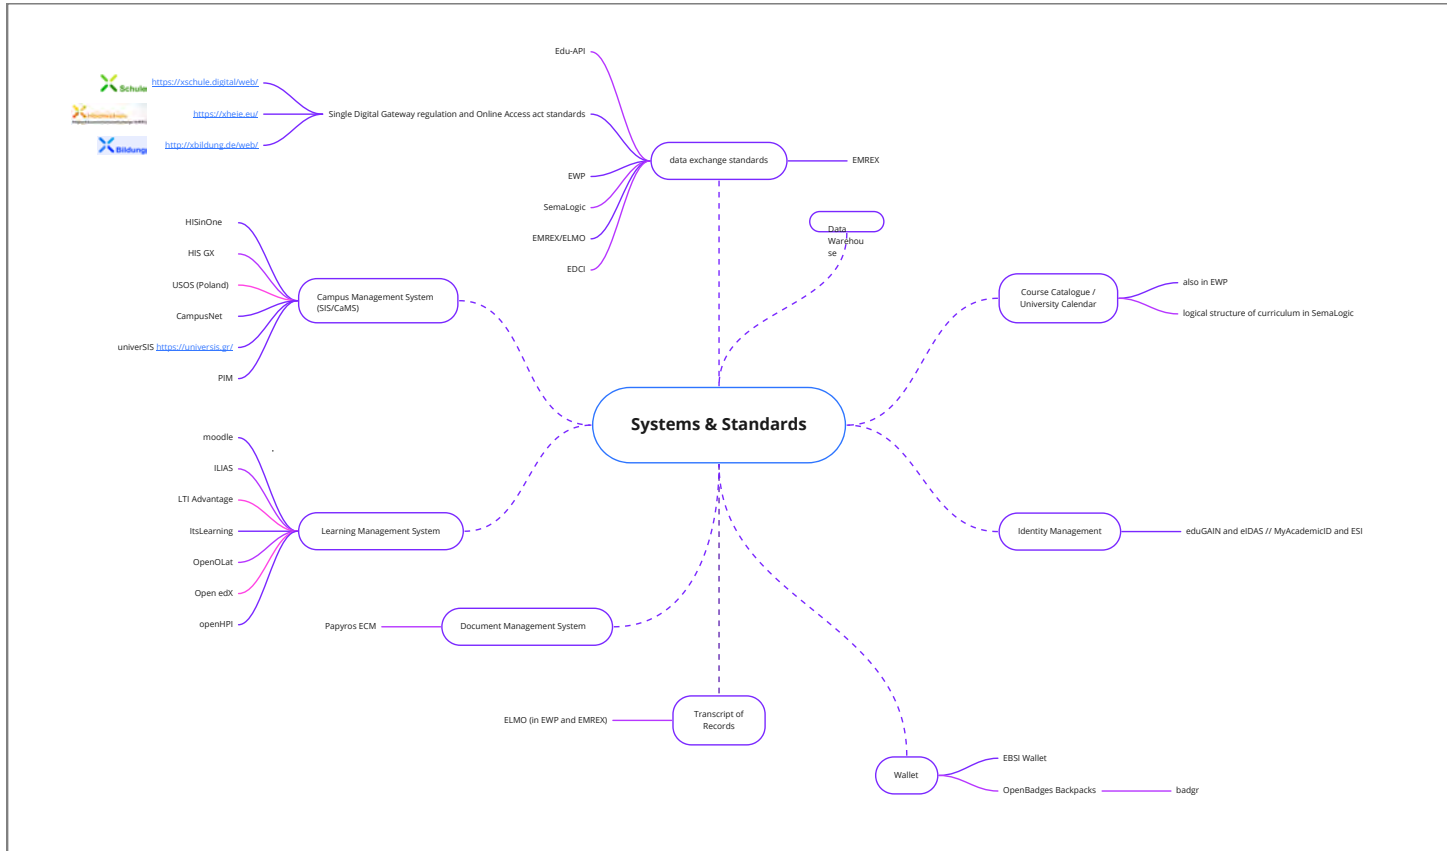 Edu-API
Schule https://xschule.digital/web/
https://xheie.eu/
Single Digital Gateway regulation and Online Access act standards
Bildung http://xbildung.de/web/
data exchange standards
EMREX
EWP
SemaLogic
EMREX/ELMO
EDCI
Data
Warehou
se
HISinOne
HIS GX
USOS (Poland)
CampusNet
univerSIS https://universis.gr/
PIM
Campus Management System
(SIS/CaMS)
Course Catalogue /
University Calendar
also in EWP
logical structure of curriculum in SemaLogic
Systems & Standards
moodle
ILIAS
LTI Advantage
ItsLearning
OpenOLat
Open edX
openHPI
Learning Management System
Identity Management
eduGAIN and eIDAS // MyAcademicID and ESI
Papyros ECM
Document Management System
ELMO (in EWP and EMREX)
Transcript of
Records
Wallet
EBSI Wallet
OpenBadges Backpacks
badgr